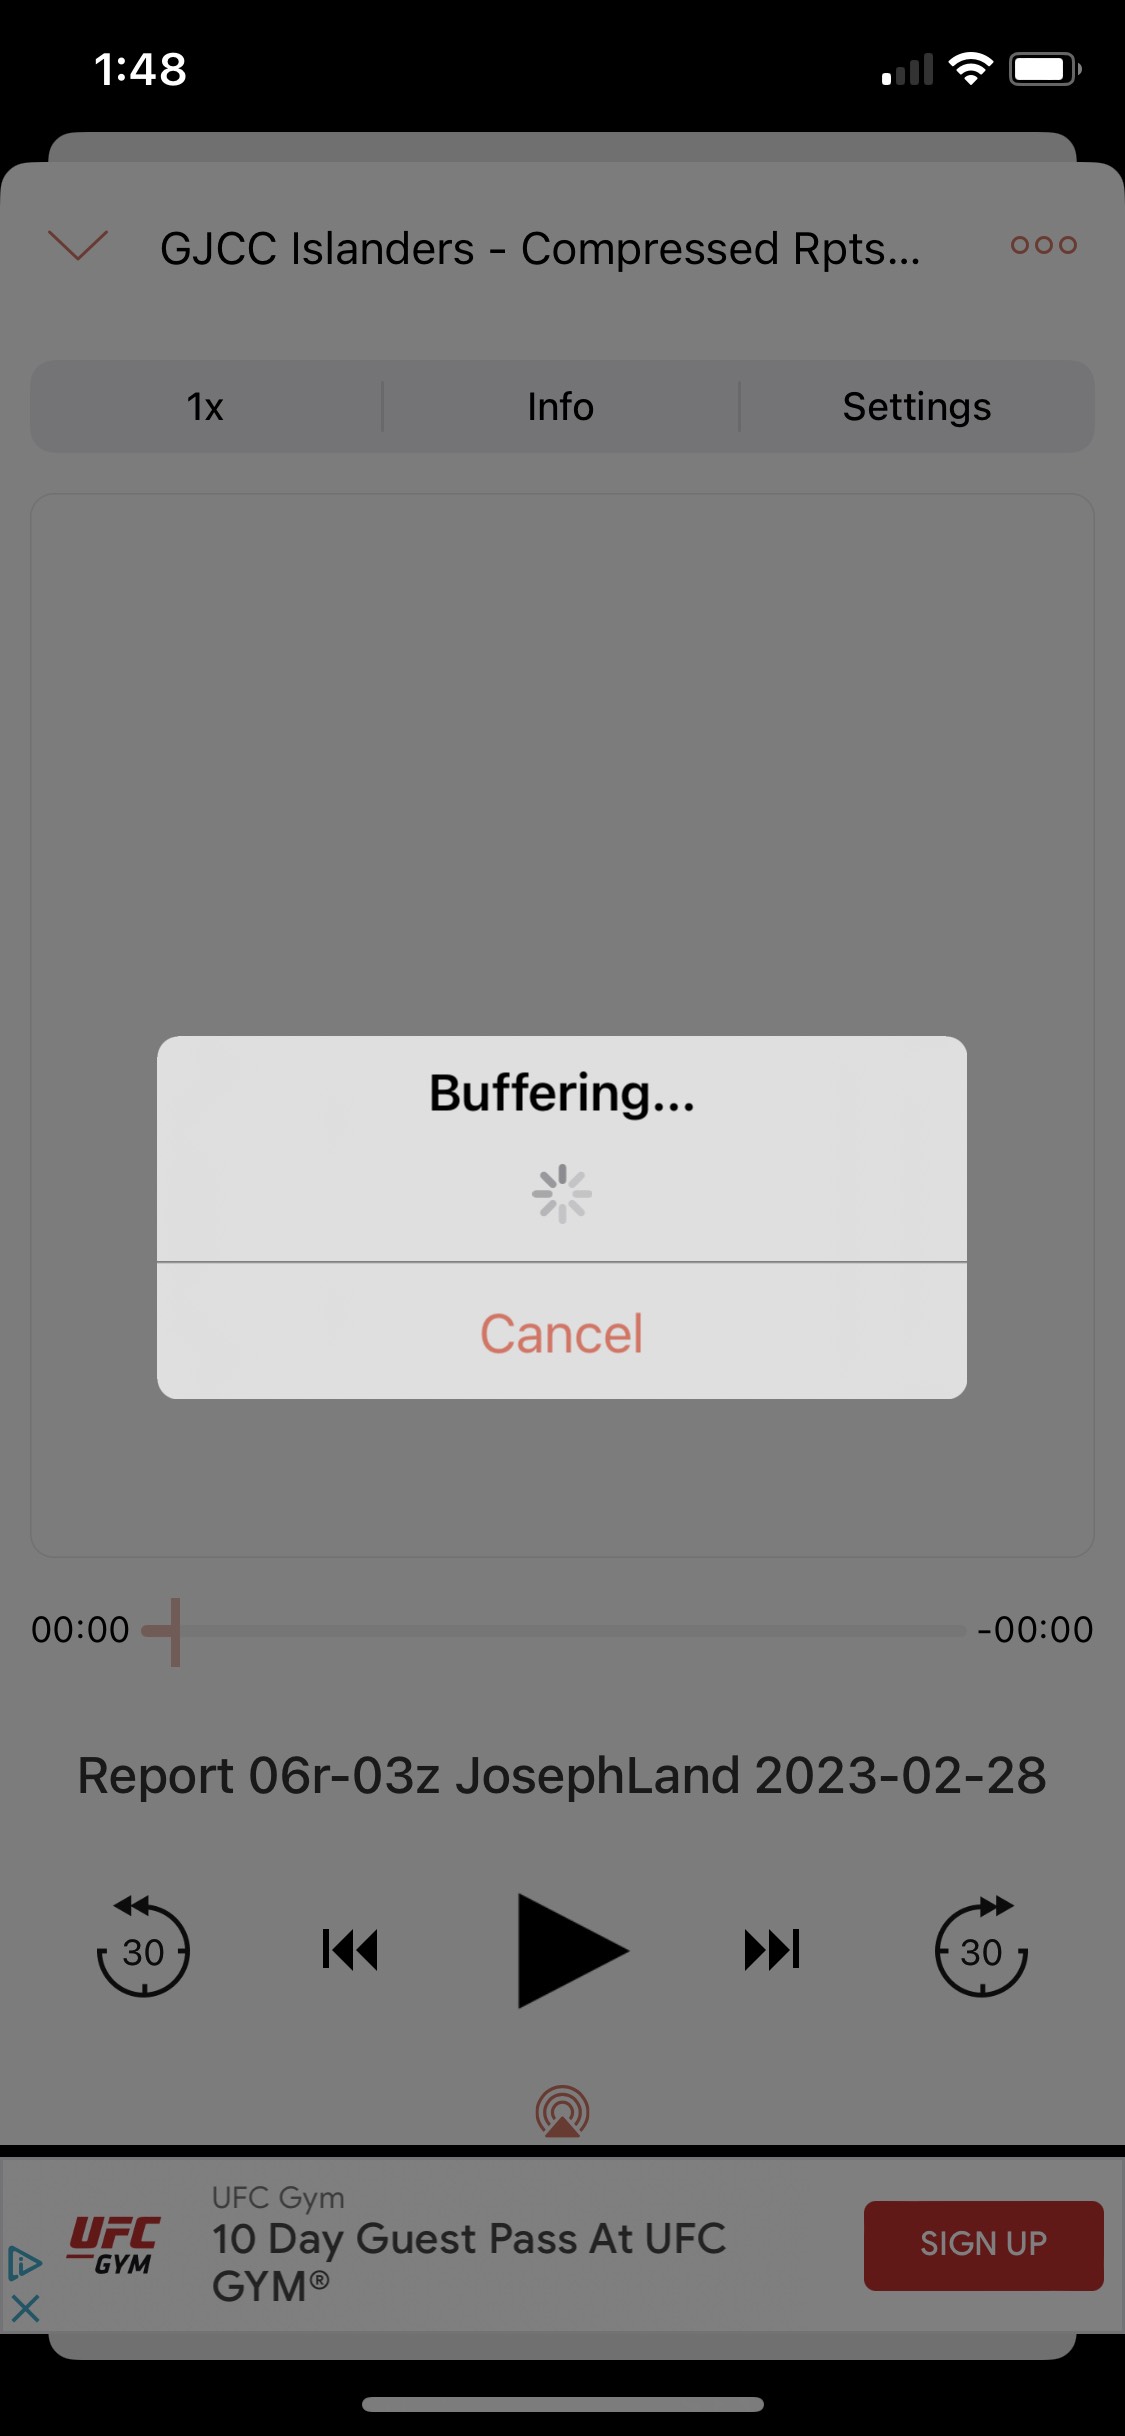 1:48
GJCC Islanders - Compressed Rpts...
1x
Info
Settings
Buffering...
Cancel
00:00
-00:00
Report 06r-03z JosephLand 2023-02-28
30
30
UFC
GYM
UFC Gym
10 Day Guest Pass At UFC
GYM®
SIGN UP